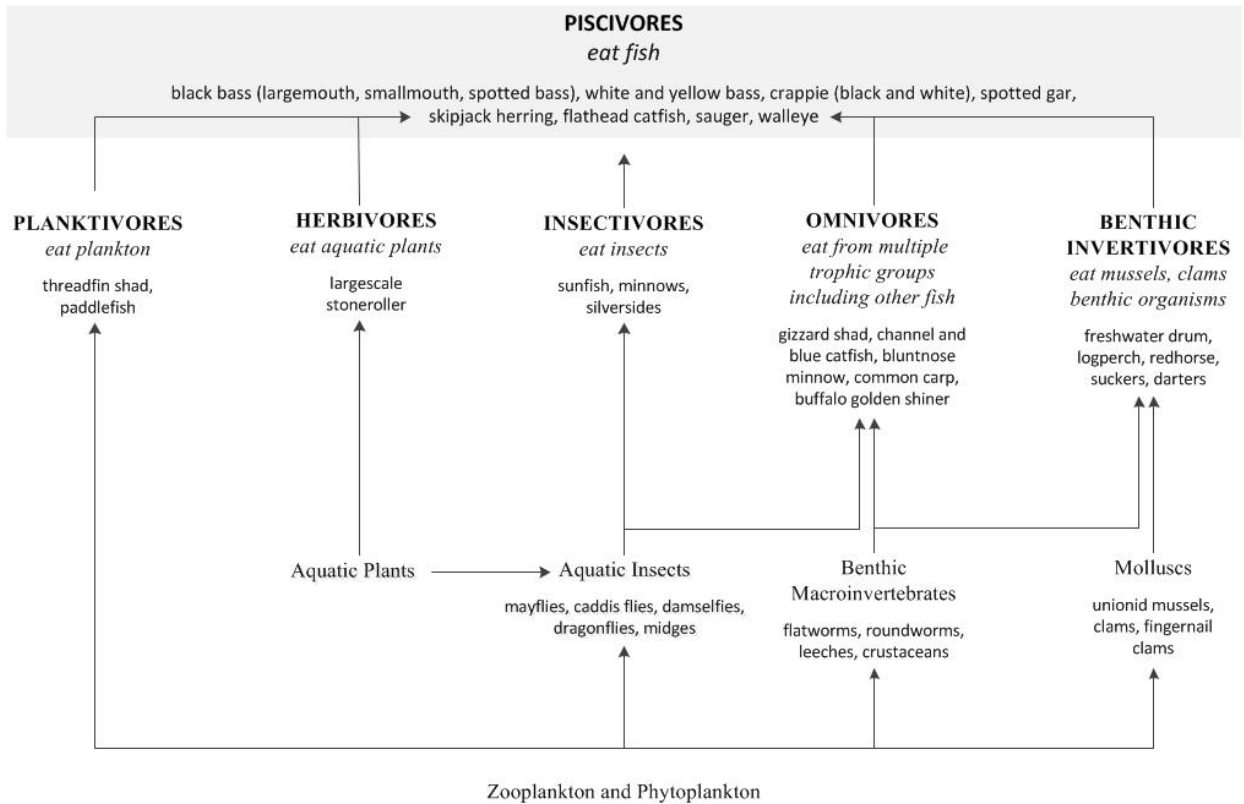 PISCIVORES
eat fish
black bass (largemouth, smallmouth, spotted bass), white and yellow bass, crappie (black and white), spotted gar,
skipjack herring, flathead catfish, sauger, walleye
PLANKTIVORES
eat plankton
threadfin shad,
paddlefish
HERBIVORES
eat aquatic plants
largescale
stoneroller
INSECTIVORES
eat insects
sunfish, minnows,
silversides
OMNIVORES
eat from multiple
trophic groups
including other fish
gizzard shad, channel and
blue catfish, bluntnose
minnow, common carp,
buffalo golden shiner
BENTHIC
INVERTIVORES
eat mussels, clams
benthic organisms
freshwater drum,
logperch, redhorse,
suckers, darters
Aquatic Plants
Aquatic Insects
mayflies, caddis flies, damselfies,
dragonflies, midges
Benthic
Macroinvertebrates
flatworms, roundworms,
leeches, crustaceans
Molluscs
unionid mussels,
clams, fingernail
clams
Zooplankton and Phytoplankton